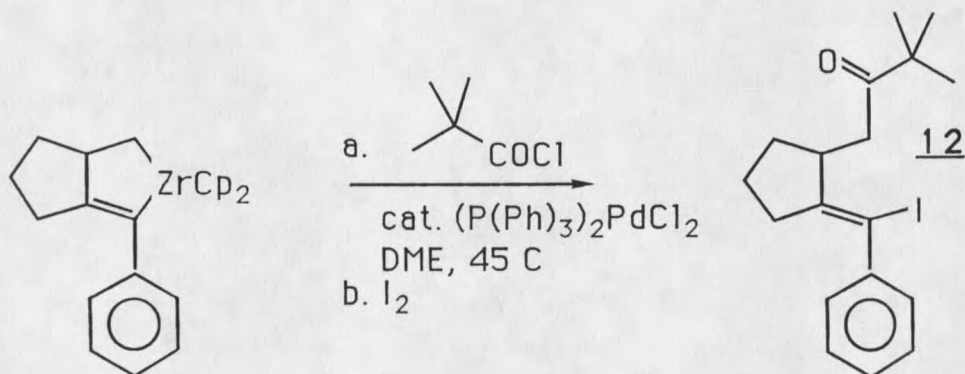 ZrCp₂
a.
COCl
cat. (P(Ph)₃)₂PdCl₂
DME, 45 C
b. I₂
O
12
I